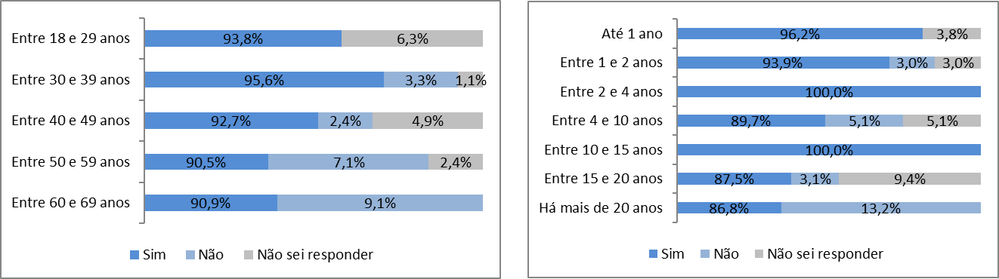 Entre 18 e 29 anos 93,8% 6,3%
Entre 30 e 39 anos 95,6% 3,3% 1,1%
Entre 40 e 49 anos 92,7% 2,4% 4,9%
Entre 50 e 59 anos 90,5% 7,1% 2,4%
Entre 60 e 69 anos 90,9% 9,1%
Sim Não Não sei responder
Até 1 ano 96,2% 3,8%
Entre 1 e 2 anos 93,9% 3,0% 3,0%
Entre 2 e 4 anos 100,0%
Entre 4 e 10 anos 89,7% 5,1% 5,1%
Entre 10 e 15 anos 100,0%
Entre 15 e 20 anos 87,5% 3,1% 9,4%
Há mais de 20 anos 86,8% 13,2%
Sim Não Não sei responder